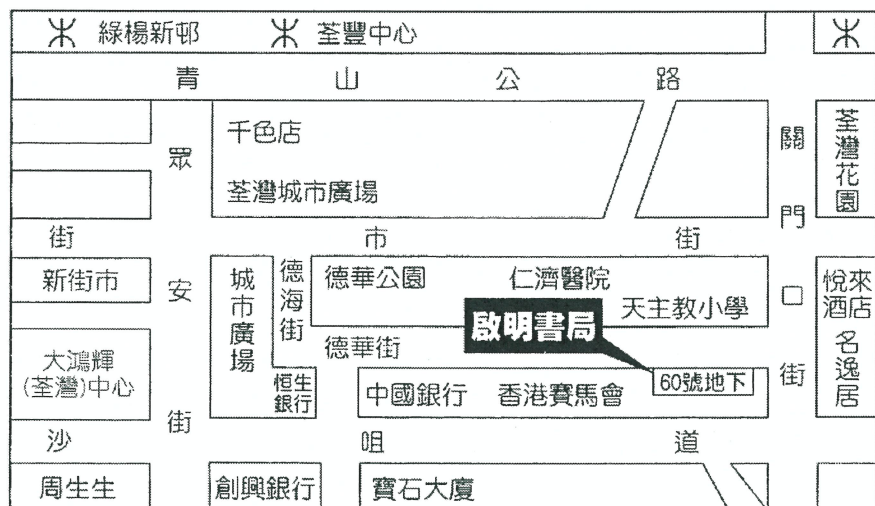 綠楊新邨
荃豐中心
青山公路
千色店
荃灣城市廣場
眾安街
關門口街
荃灣花園
街市街
新街市
城市廣場
德海街
德華公園
仁濟醫院
天主教小學
悅來酒店
名逸居
啟明書局
大鴻輝
(荃灣)中心
德華街
恒生
銀行
中國銀行
香港賽馬會
60號地下
沙咀道
周生生
創興銀行
寶石大廈